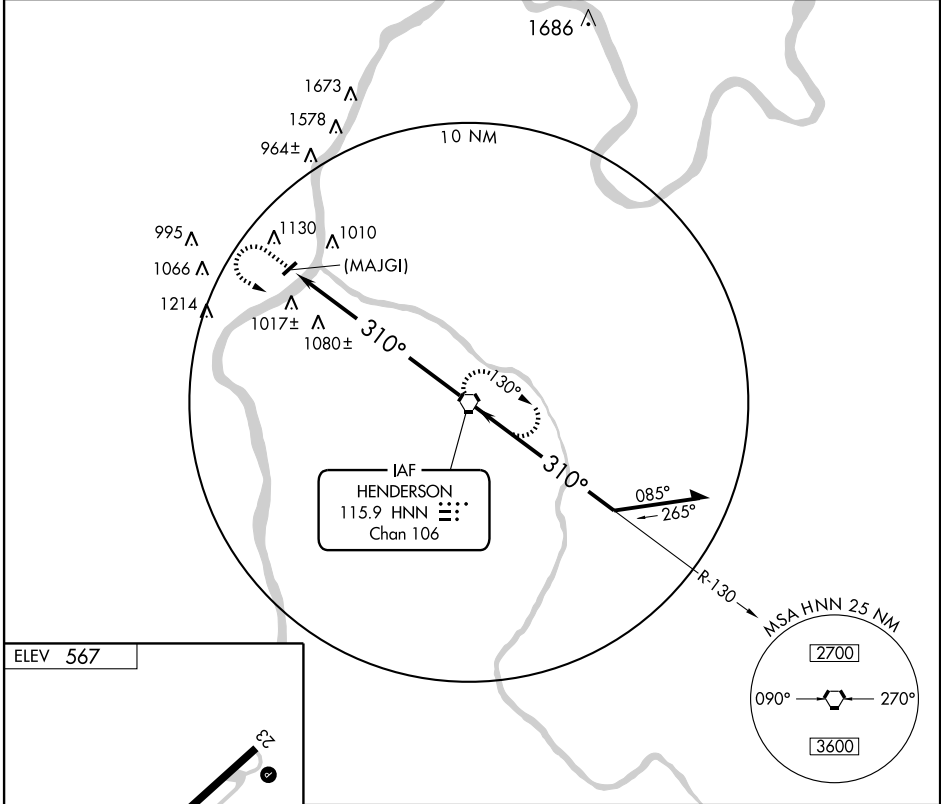 1686
1673
1578
964±
10 NM
995
1130
1010
1066
(MAJGI)
1214
1017±
1080±
310°
130°
IAF
HENDERSON
115.9 HNN
Chan 106
310°
085°
265°
R-130
MSA HNN 25 NM
2700
090°
270°
3600
ELEV 567
23
P